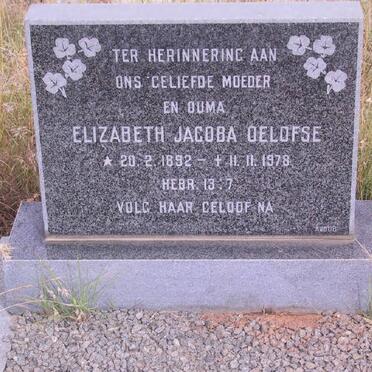 TER HERINNERING AAN
ONS GELIEFDE MOEDER
EN OUMA
ELIZABETH JACOBA OELOFSE
★ 20.2.1892 – † 11.11.1978
HEBR. 13:7
VOLG HAAR GELOOF NA